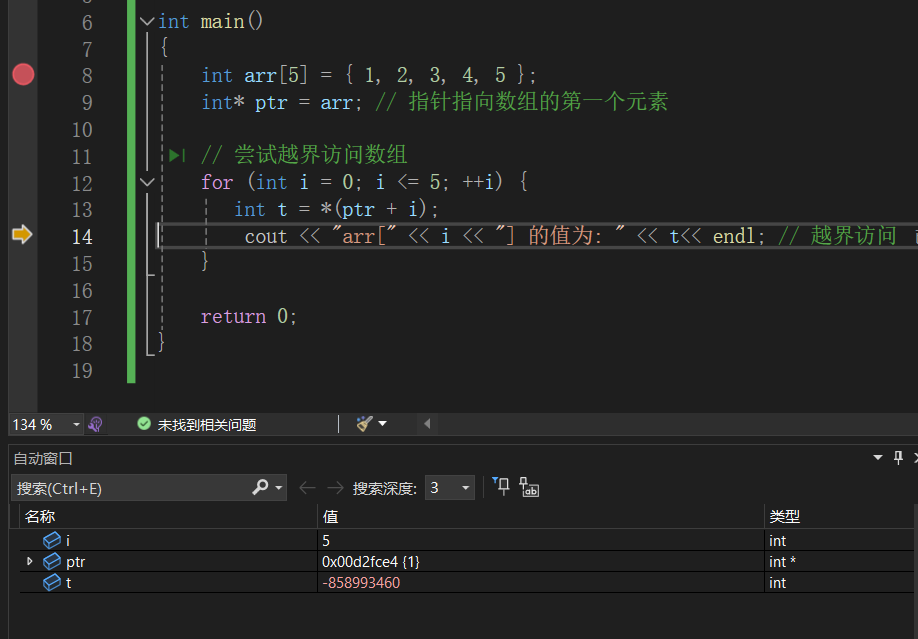 6 int main()
7 {
8 int arr[5] = { 1, 2, 3, 4, 5 };
9 int* ptr = arr; // 指针指向数组的第一个元素
10
11 // 尝试越界访问数组
12 for (int i = 0; i <= 5; ++i) {
13 int t = *(ptr + i);
14 cout << "arr[" << i << "] 的值为: " << t<< endl; // 越界访问
15 }
16
17 return 0;
18 }
19
134 % 未找到相关问题
自动窗口
搜索(Ctrl+E) 搜索深度: 3
名称 值 类型
i 5 int
ptr 0x00d2fce4 {1} int *
t -858993460 int